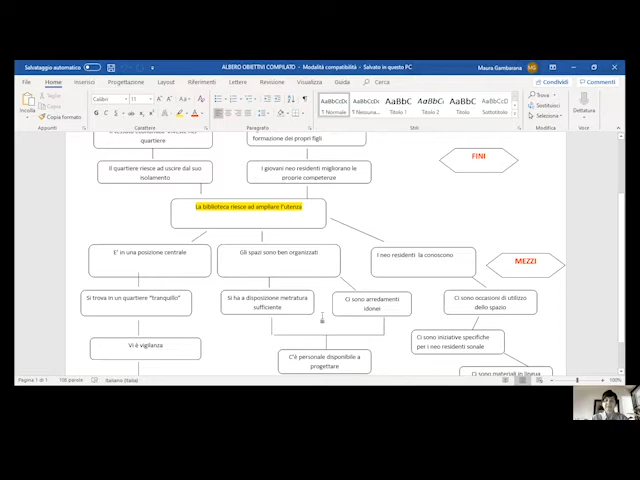 Salvataggio automatico
ALBERO OBIETTIVI COMPILATO - Modalità compatibilità - Salvato in questo PC
Maura Gambarana
MG
File
Home
Inserisci
Progettazione
Layout
Riferimenti
Lettere
Revisione
Visualizza
Guida
Cerca
Condividi
Commenti
Incolla
Taglia
Copia
Copia formato
Appunti
Calibri
11
Carattere
Paragrafo
AaBbCcDc
AaBbCcDc
AaBbC
AaBbCc
AaBbC
AaBbCcD
¶ Normale
¶ Nessuna...
Titolo 1
Titolo 2
Titolo
Sottotitolo
Stili
Trova
Sostituisci
Seleziona
Modifica
Dettatura
Voce
quartiere
formazione dei propri figli
FINI
Il quartiere riesce ad uscire dal suo
isolamento
I giovani neo residenti migliorano le
proprie competenze
La biblioteca riesce ad ampliare l'utenza
E' in una posizione centrale
Gli spazi sono ben organizzati
I neo residenti la conoscono
MEZZI
Si trova in un quartiere "tranquillo"
Si ha a disposizione metratura
sufficiente
Ci sono arredamenti
idonei
Ci sono occasioni di utilizzo
dello spazio
Vi è vigilanza
Ci sono iniziative specifiche
per i neo residenti sonale
C'è personale disponibile a
progettare
Ci sono materiali in lingua
Pagina 1 di 1
108 parole
Italiano (Italia)
100%